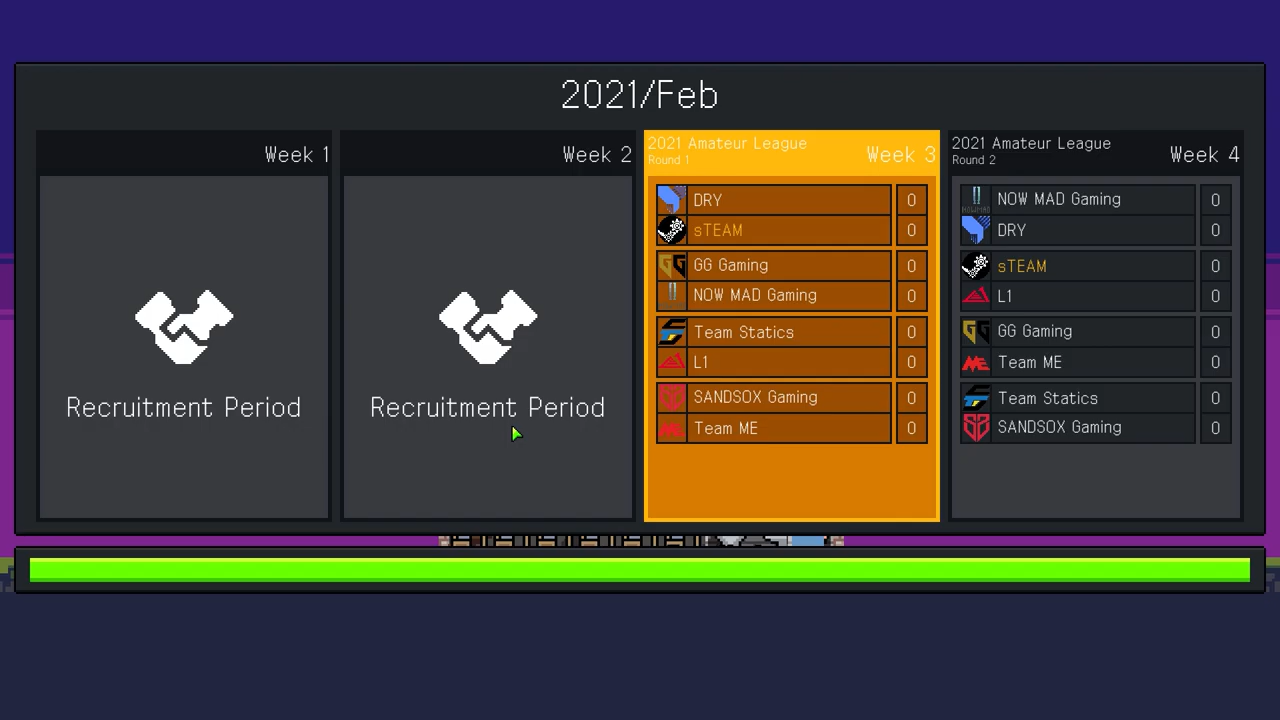 2021/Feb
Week 1
Recruitment Period
Week 2
Recruitment Period
2021 Amateur League
Round 1
Week 3
DRY 0
sTEAM 0
GG Gaming 0
NOW MAD Gaming 0
Team Statics 0
L1 0
SANDSOX Gaming 0
Team ME 0
2021 Amateur League
Round 2
Week 4
NOW MAD Gaming 0
DRY 0
sTEAM 0
L1 0
GG Gaming 0
Team ME 0
Team Statics 0
SANDSOX Gaming 0